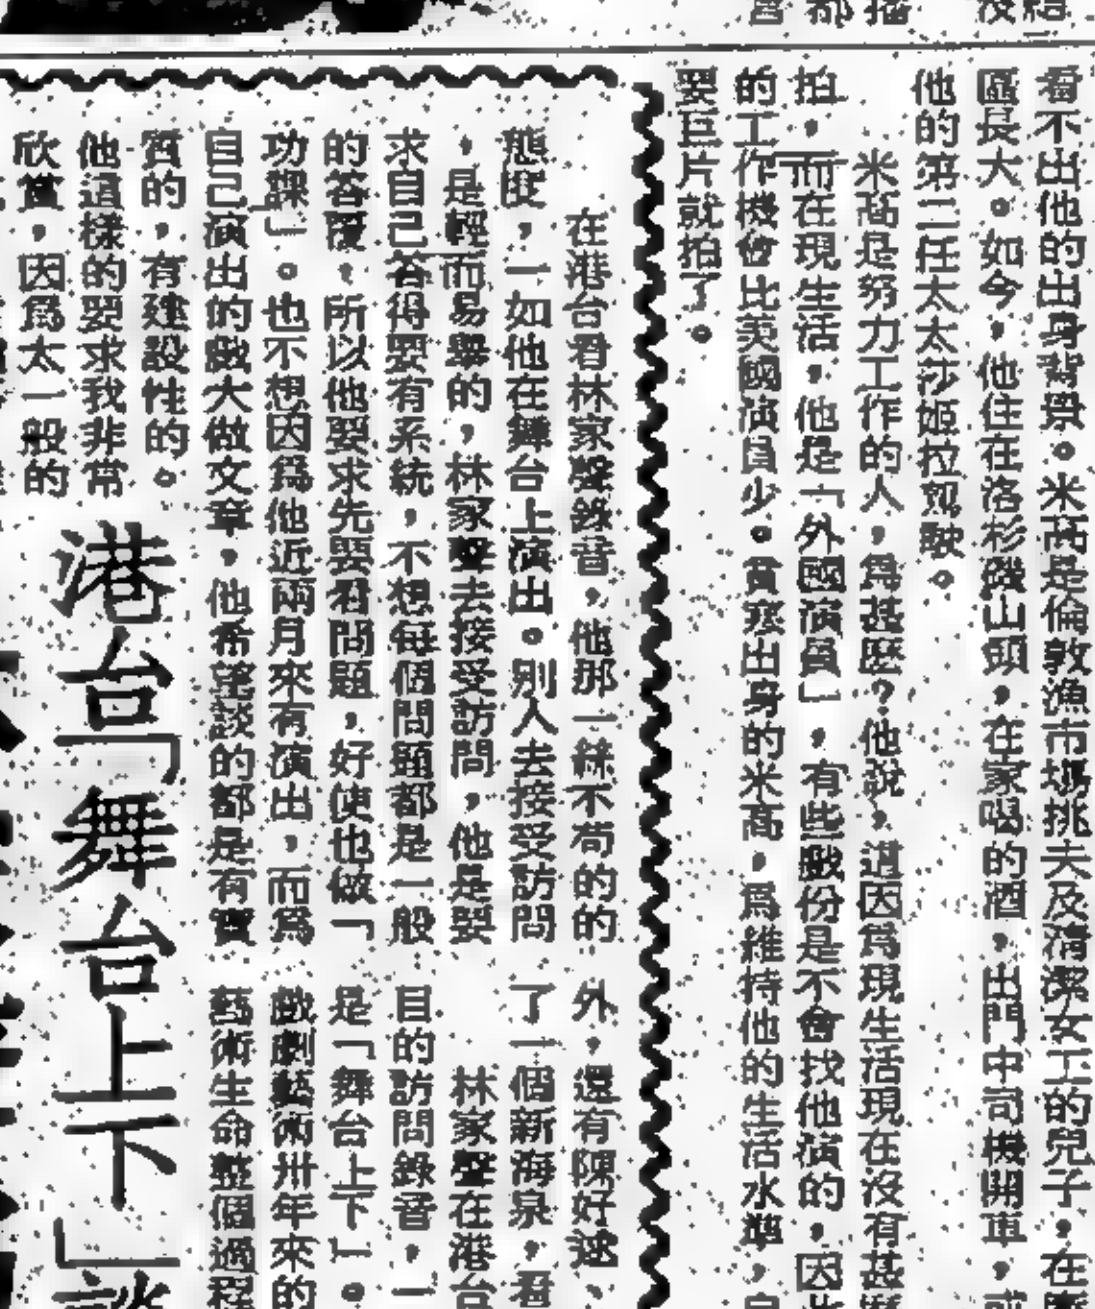 看不出他的出身背景。米高是倫敦漁市場挑夫及清潔女工的兒子，在
區長大。如今，他住在洛杉磯山頭，在家喝的酒，出門中司機開車，或
他的第二任太太莎姬拉駕駛。
米高是努力工作的人，為甚麼？他說，這因為現生活現在沒有甚麼
拍，而在現生活，他是「外國演員」，有些戲份是不會找他演的，因此
的工作機會比美國演員少。貧寒出身的米高，為維持他的生活水準，
要巨片就拍了。
在港台看林家聲錄音，他那一絲不苟的的
態度，一如他在舞台上演出。別人去接受訪問
，是輕而易舉的，林家聲去接受訪問，他是要
求自己答得要有系統，不想每個問題都是一般
的答覆，所以他要求先要看問題，好使也做「
功課」。也不想因為他近兩月來有演出，而為
自己演出的戲大做文章，他希望談的都是有實
質的，有建設性的。
他這樣的要求我非常
欣賞，因為太一般的
港台「舞台上下」談
外，還有陳好逑、
了一個新海泉，看
林家聲在港台
目的訪問錄音，一
是「舞台上下」。
戲劇藝術卅年來的
藝術生命整個過程